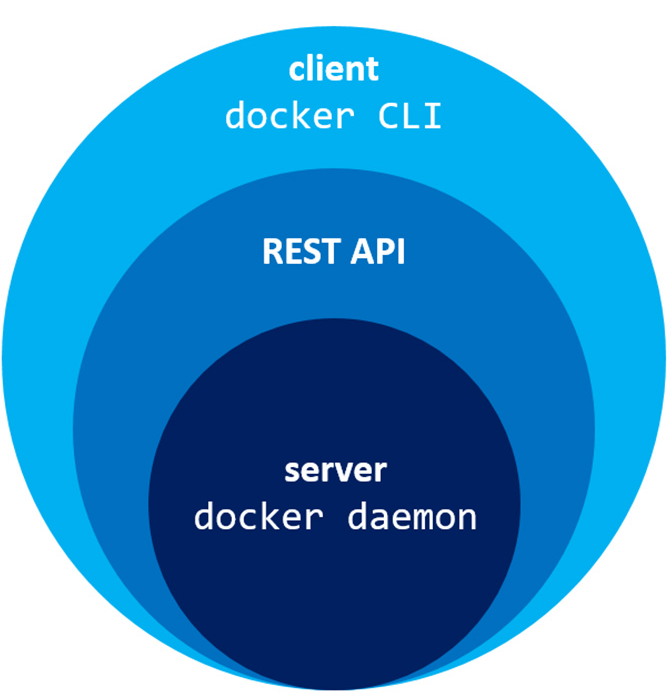 client
docker CLI
REST API
server
docker daemon